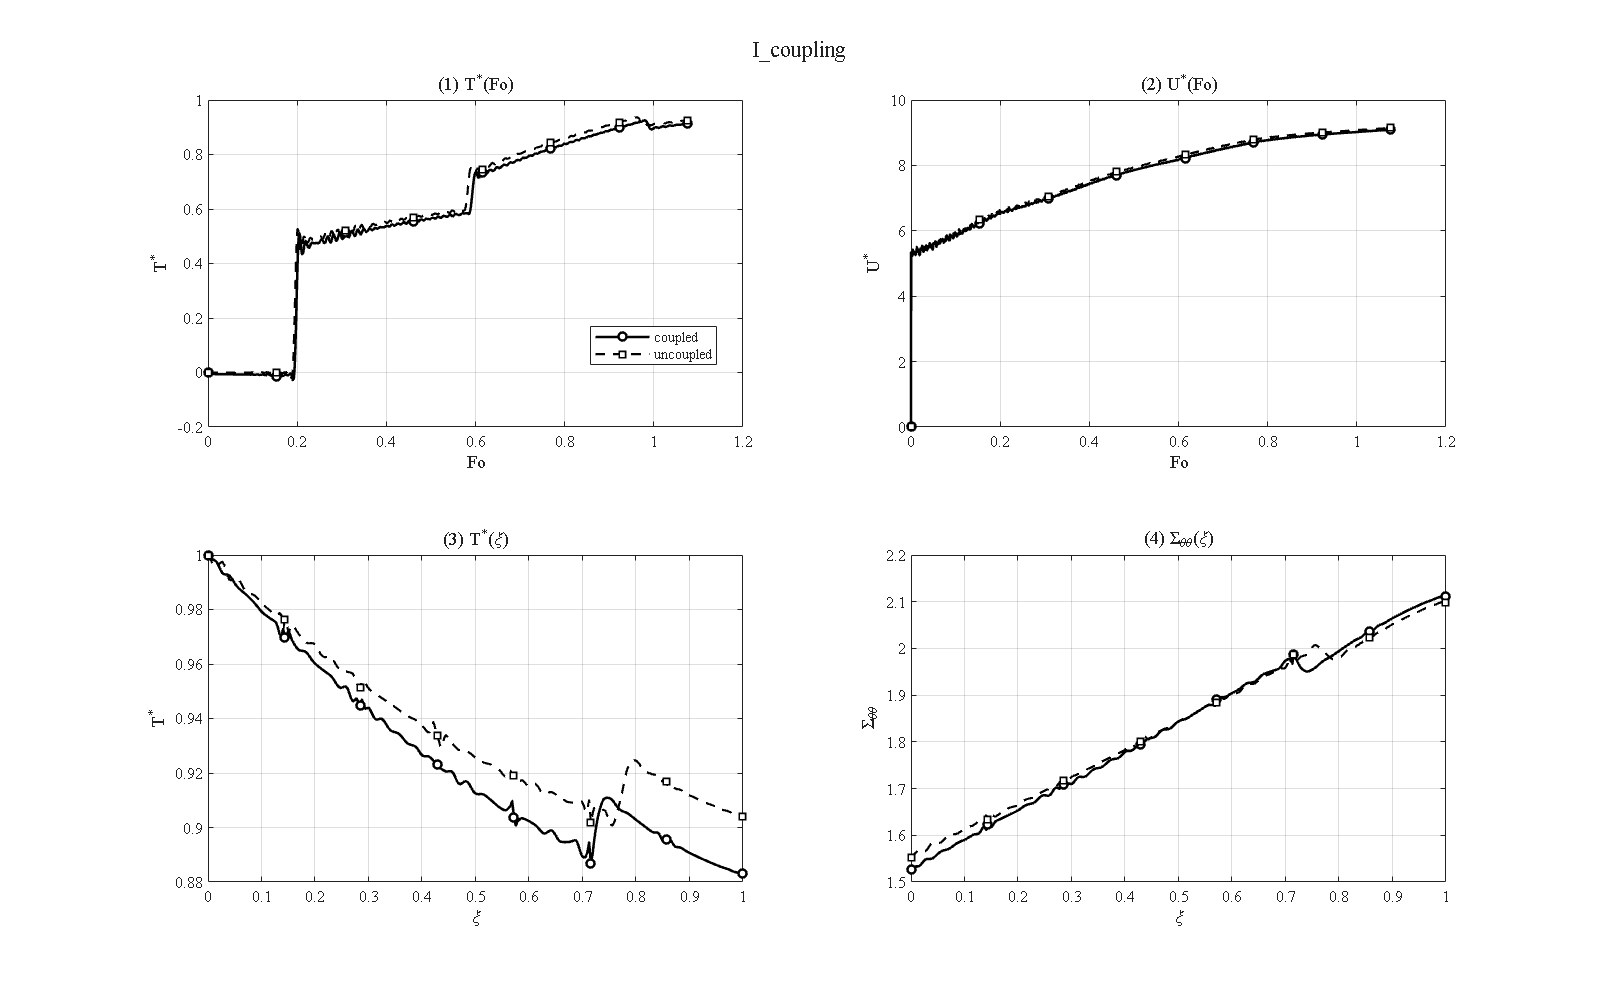 I_coupling
(1) T*(Fo)
1
0.8
0.6
0.4
0.2
0
-0.2
T*
0 0.2 0.4 0.6 0.8 1 1.2
Fo
coupled
uncoupled
(2) U*(Fo)
10
8
6
4
2
0
U*
0 0.2 0.4 0.6 0.8 1 1.2
Fo
(3) T*(ξ)
1
0.98
0.96
0.94
0.92
0.9
0.88
T*
0 0.1 0.2 0.3 0.4 0.5 0.6 0.7 0.8 0.9 1
ξ
(4) Σθθ(ξ)
2.2
2.1
2
1.9
1.8
1.7
1.6
1.5
Σθθ
0 0.1 0.2 0.3 0.4 0.5 0.6 0.7 0.8 0.9 1
ξ